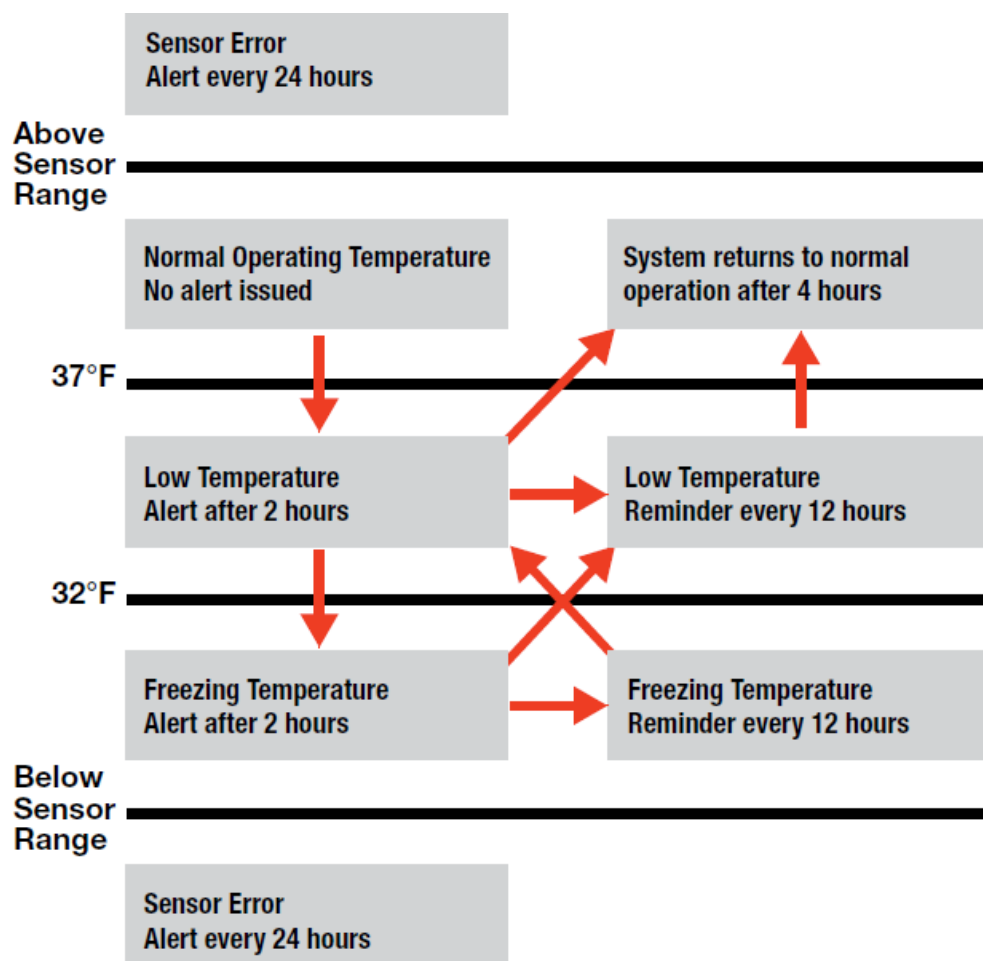 Sensor Error
Alert every 24 hours
Above
Sensor
Range
Normal Operating Temperature
No alert issued
System returns to normal
operation after 4 hours
37°F
Low Temperature
Alert after 2 hours
Low Temperature
Reminder every 12 hours
32°F
Freezing Temperature
Alert after 2 hours
Freezing Temperature
Reminder every 12 hours
Below
Sensor
Range
Sensor Error
Alert every 24 hours